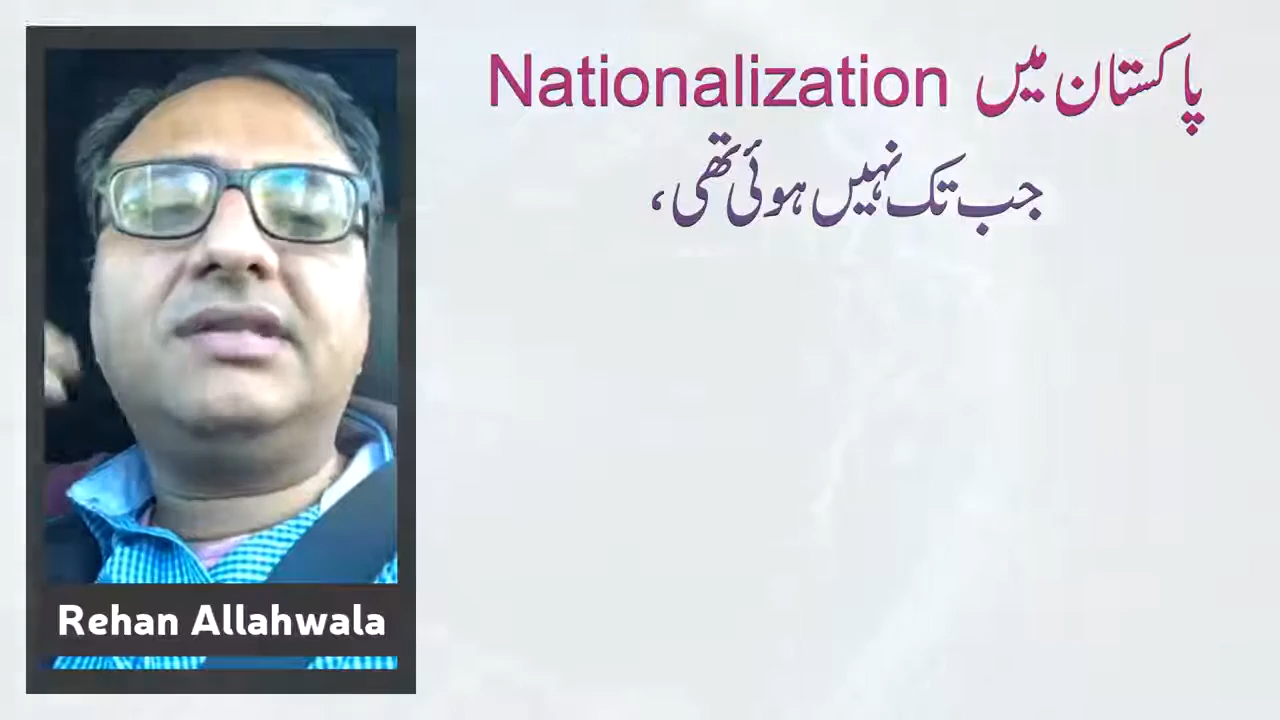 پاکستان میں Nationalization
جب تک نہیں ہوئی تھی،
Rehan Allahwala